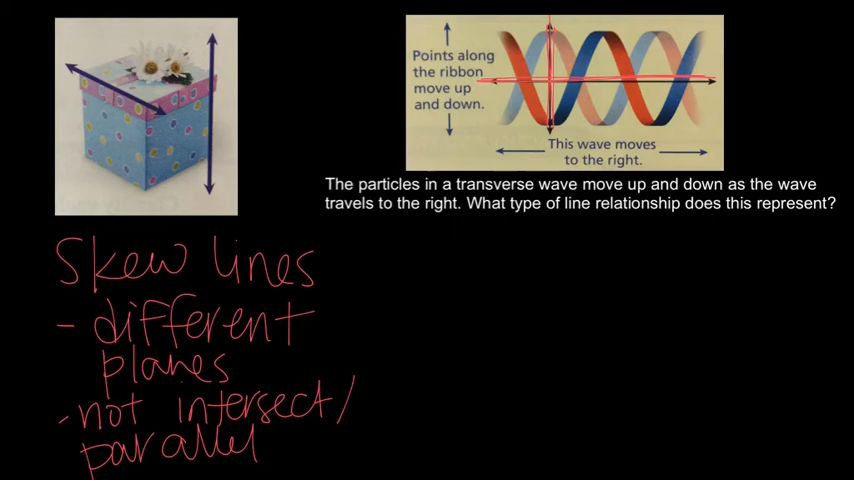 Points along
the ribbon
move up
and down.
This wave moves
to the right.
The particles in a transverse wave move up and down as the wave
travels to the right. What type of line relationship does this represent?
Skew lines
- different
planes
- not intersect/
parallel